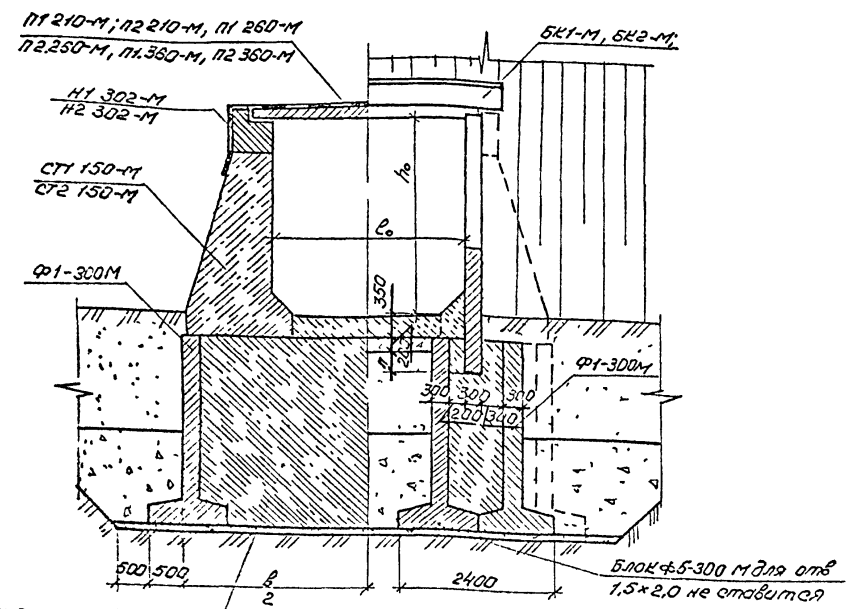 П1 210-М; П2 210-М, П1 260-М
П2.260-М, П1.360-М, П2 360-М
БК1-М, БК2-М;
Н1 302-М
Н2 302-М
СТ1 150-М
СТ2 150-М
h₀
ℓ₀
Ф1-300М
350
Ф1-300М
300 300 300
200 340
500 500
в
2
2400
Блок ФБ-300 М для отв
1,5×2,0 не ставится